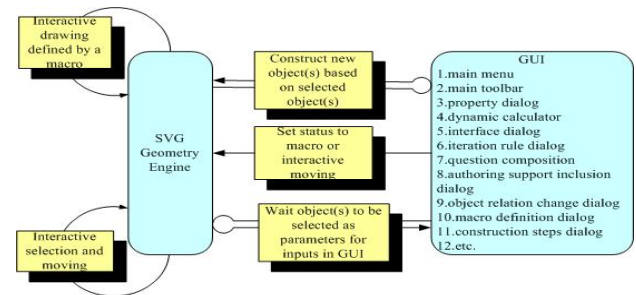 Interactive
drawing
defined by a
macro
SVG
Geometry
Engine
Interactive
selection and
moving
Construct new
object(s) based
on selected
object(s)
Set status to
macro or
interactive
moving
Wait object(s) to be
selected as
parameters for
inputs in GUI
GUI
1.main menu
2.main toolbar
3.property dialog
4.dynamic calculator
5.interface dialog
6.iteration rule dialog
7.question composition
8.authoring support inclusion
dialog
9.object relation change dialog
10.macro definition dialog
11.construction steps dialog
12.etc.